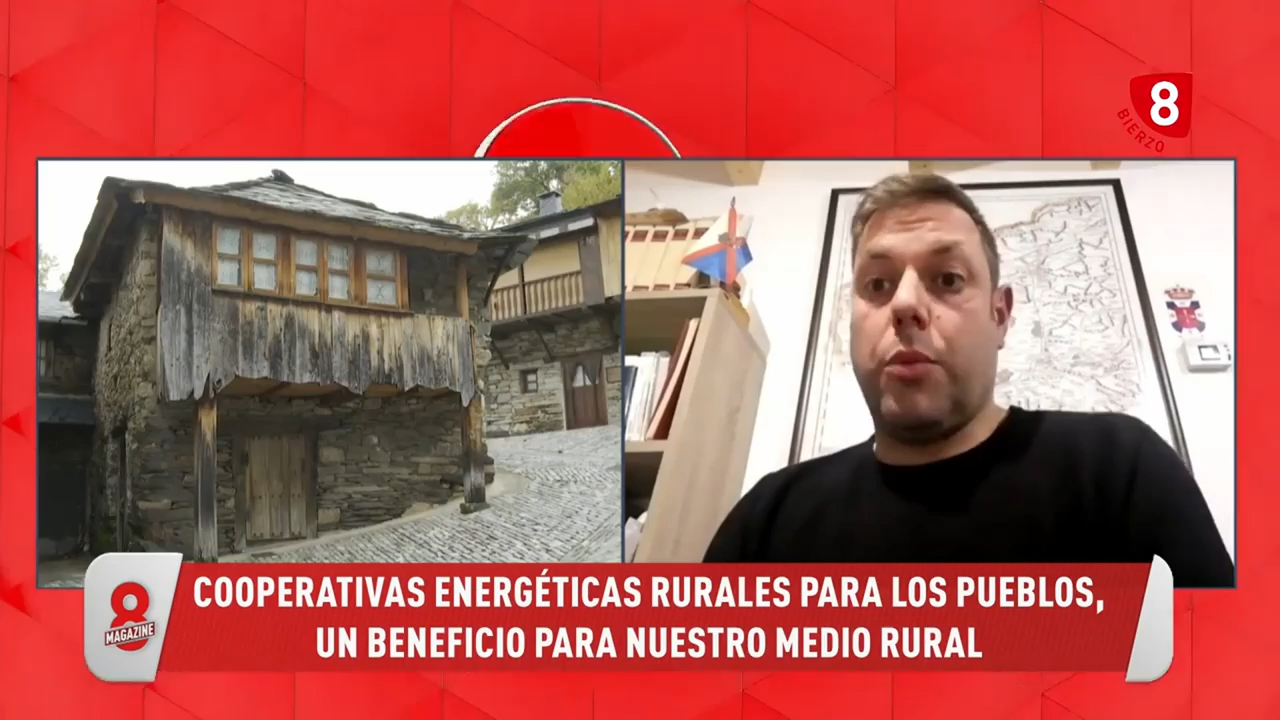 8
BIERZO
COOPERATIVAS ENERGÉTICAS RURALES PARA LOS PUEBLOS,
UN BENEFICIO PARA NUESTRO MEDIO RURAL
8
MAGAZINE